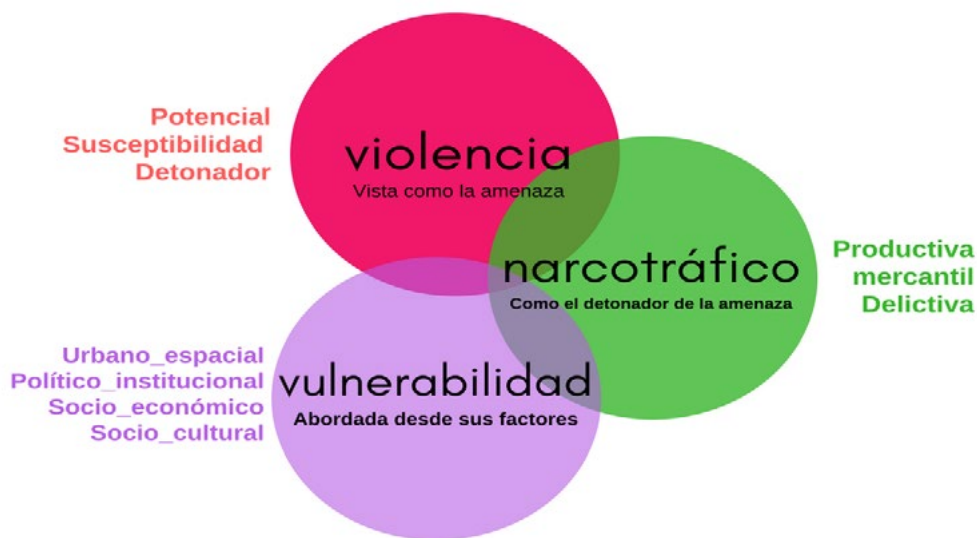 Potencial
Susceptibilidad
Detonador
violencia
Vista como la amenaza
narcotráfico
Como el detonador de la amenaza
Productiva
mercantil
Delictiva
Urbano_espacial
Político_institucional
Socio_económico
Socio_cultural
vulnerabilidad
Abordada desde sus factores